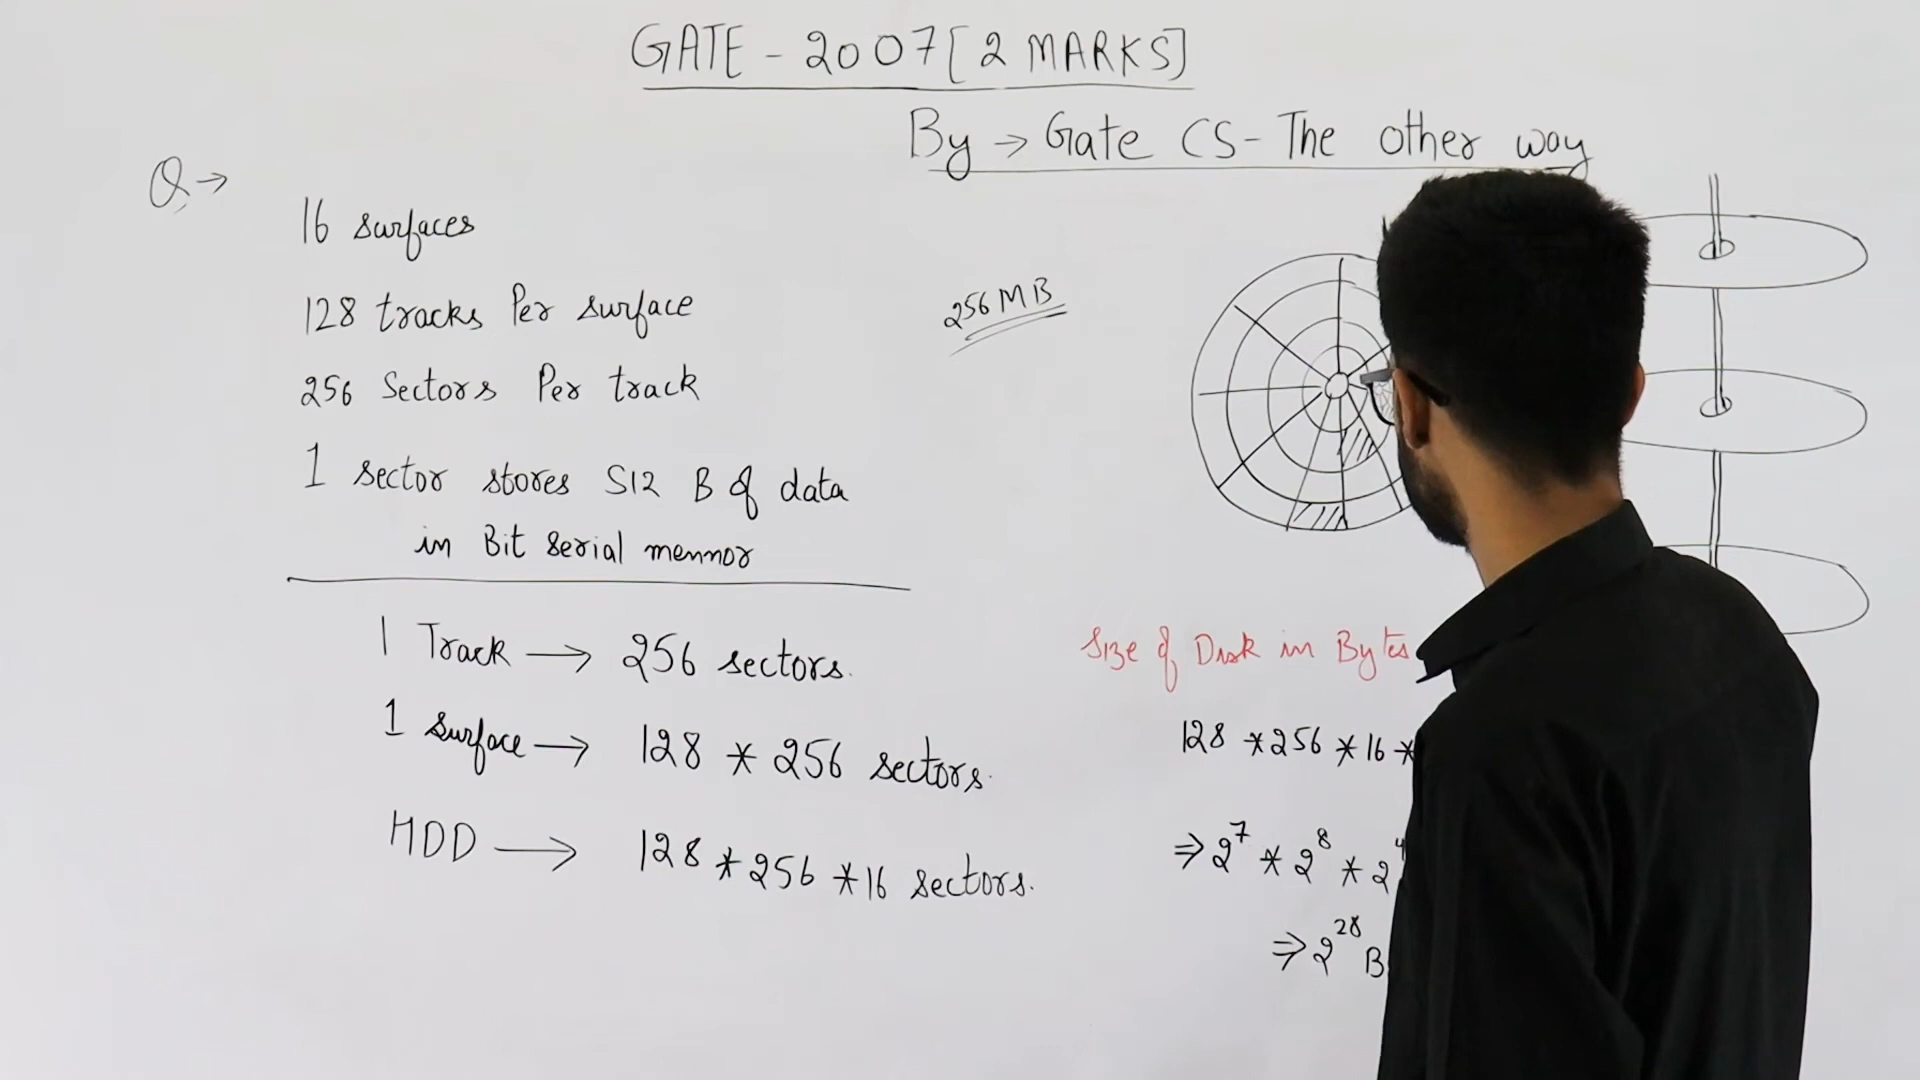 GATE - 2007 [2 MARKS]
By → Gate CS - The other way
Q →
16 surfaces
128 tracks Per surface
256 Sectors Per track
1 sector stores 512 B of data
in Bit serial mennor
256 MB
1 Track → 256 sectors.
1 surface → 128 * 256 sectors.
HDD → 128 * 256 * 16 sectors.
Size of Disk in Bytes
128 * 256 * 16 *
⇒ 2^7 * 2^8 * 2^4
⇒ 2^28 B